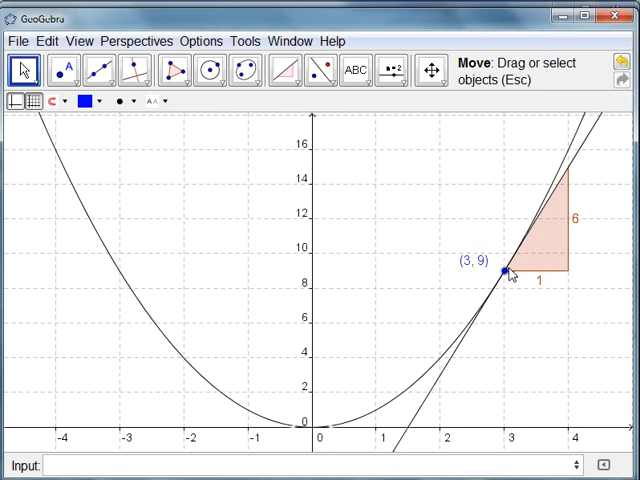 GeoGebra
File Edit View Perspectives Options Tools Window Help
A
ABC
a=2
Move: Drag or select
objects (Esc)
A A
16
14
12
10
8
6
4
2
0
-4 -3 -2 -1 0 1 2 3 4
(3, 9)
6
1
Input: